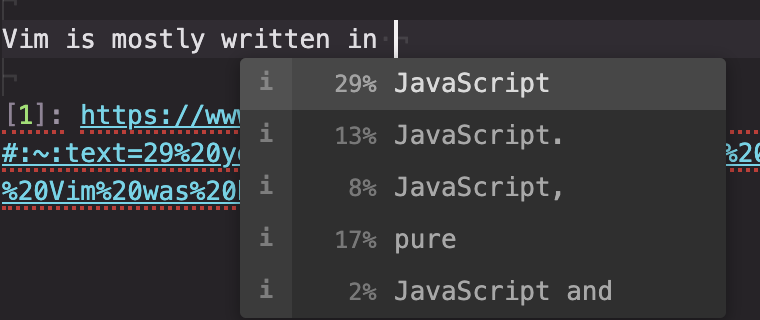 Vim is mostly written in
i 29% JavaScript
i 13% JavaScript.
i 8% JavaScript,
i 17% pure
i 2% JavaScript and
[1]: https://www
#:~:text=29%20y
%20Vim%20was%20